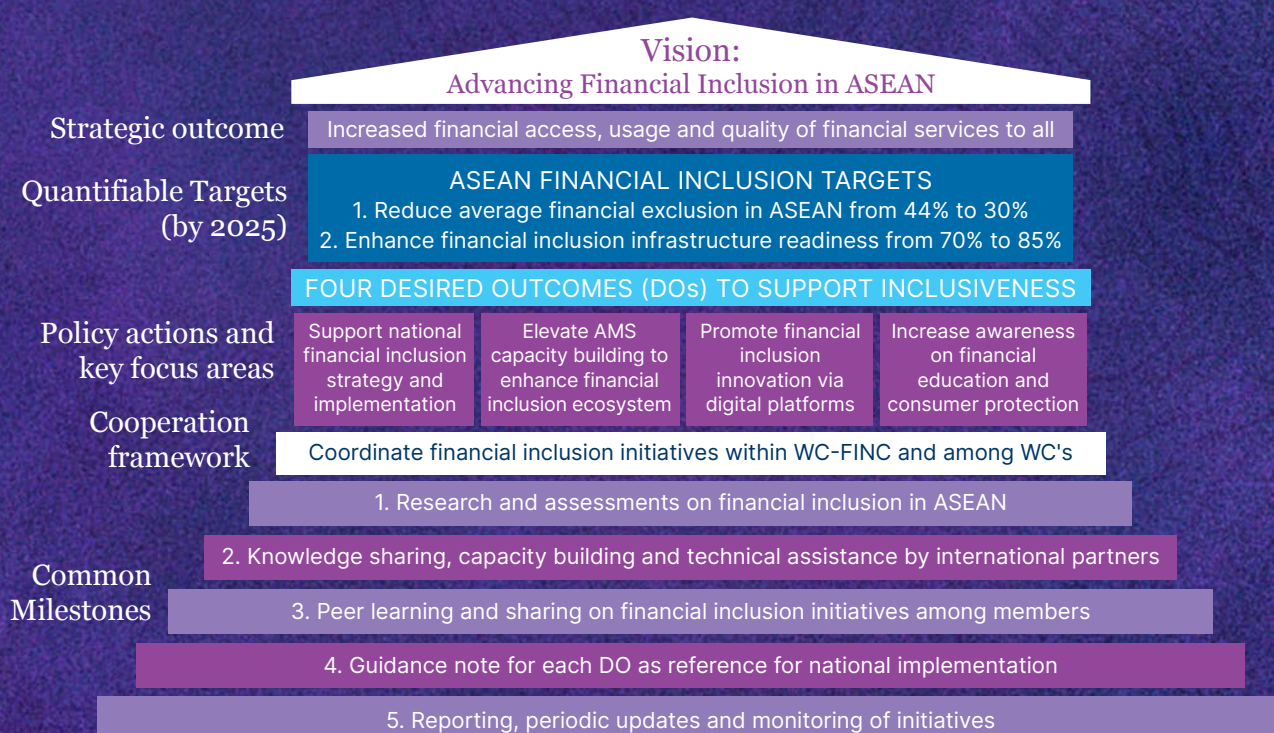 Vision:
Advancing Financial Inclusion in ASEAN
Strategic outcome
Increased financial access, usage and quality of financial services to all
Quantifiable Targets
(by 2025)
ASEAN FINANCIAL INCLUSION TARGETS
1. Reduce average financial exclusion in ASEAN from 44% to 30%
2. Enhance financial inclusion infrastructure readiness from 70% to 85%
FOUR DESIRED OUTCOMES (DOs) TO SUPPORT INCLUSIVENESS
Policy actions and
key focus areas
Support national
financial inclusion
strategy and
implementation
Elevate AMS
capacity building to
enhance financial
inclusion ecosystem
Promote financial
inclusion
innovation via
digital platforms
Increase awareness
on financial
education and
consumer protection
Cooperation
framework
Coordinate financial inclusion initiatives within WC-FINC and among WC's
Common
Milestones
1. Research and assessments on financial inclusion in ASEAN
2. Knowledge sharing, capacity building and technical assistance by international partners
3. Peer learning and sharing on financial inclusion initiatives among members
4. Guidance note for each DO as reference for national implementation
5. Reporting, periodic updates and monitoring of initiatives